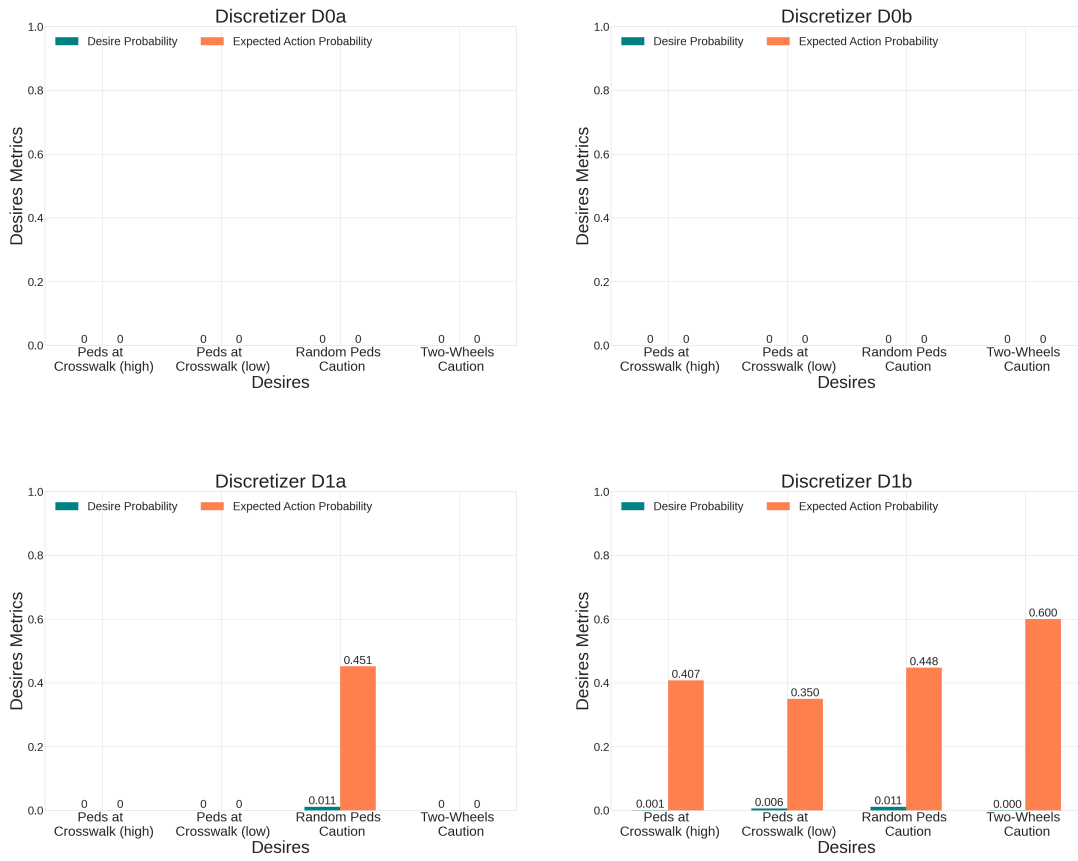 Discretizer D0a
Desire Probability Expected Action Probability
Desires Metrics
1.0
0.8
0.6
0.4
0.2
0.0
0 0 0 0 0 0 0 0
Peds at Crosswalk (high)
Peds at Crosswalk (low)
Random Peds Caution
Two-Wheels Caution
Desires
Discretizer D0b
Desire Probability Expected Action Probability
Desires Metrics
1.0
0.8
0.6
0.4
0.2
0.0
0 0 0 0 0 0 0 0
Peds at Crosswalk (high)
Peds at Crosswalk (low)
Random Peds Caution
Two-Wheels Caution
Desires
Discretizer D1a
Desire Probability Expected Action Probability
Desires Metrics
1.0
0.8
0.6
0.4
0.2
0.0
0 0 0 0 0.011 0.451 0 0
Peds at Crosswalk (high)
Peds at Crosswalk (low)
Random Peds Caution
Two-Wheels Caution
Desires
Discretizer D1b
Desire Probability Expected Action Probability
Desires Metrics
1.0
0.8
0.6
0.4
0.2
0.0
0.001 0.407 0.006 0.350 0.011 0.448 0.000 0.600
Peds at Crosswalk (high)
Peds at Crosswalk (low)
Random Peds Caution
Two-Wheels Caution
Desires